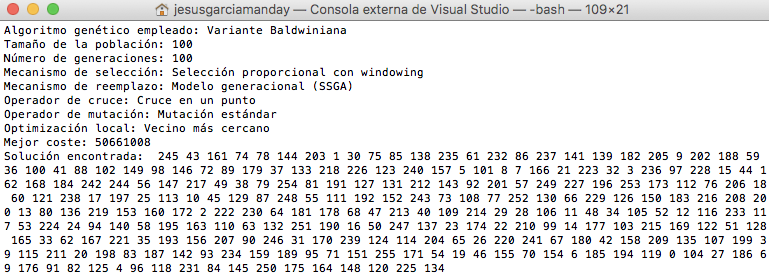 jesusgarciamanday — Consola externa de Visual Studio — -bash — 109×21
Algoritmo genético empleado: Variante Baldwiniana
Tamaño de la población: 100
Número de generaciones: 100
Mecanismo de selección: Selección proporcional con windowing
Mecanismo de reemplazo: Modelo generacional (SSGA)
Operador de cruce: Cruce en un punto
Operador de mutación: Mutación estándar
Optimización local: Vecino más cercano
Mejor coste: 50661008
Solución encontrada:  245 43 161 74 78 144 203 1 30 75 85 138 235 61 232 86 237 141 139 182 205 9 202 188 59
36 100 41 88 102 149 98 146 72 89 179 37 133 218 226 123 240 157 5 101 8 7 166 21 223 32 3 236 97 228 15 44 1
62 168 184 242 244 56 147 217 49 38 79 254 81 191 127 131 212 143 92 201 57 249 227 196 253 173 112 76 206 18
 60 121 238 17 197 25 113 10 45 129 87 248 55 111 192 152 243 73 108 77 252 130 66 229 126 150 183 216 208 20
0 13 80 136 219 153 160 172 2 222 230 64 181 178 68 47 213 40 109 214 29 28 106 11 48 34 105 52 12 116 233 11
7 53 224 24 94 140 58 195 163 110 63 132 251 190 16 50 247 137 23 174 22 210 99 14 177 103 215 169 122 51 128
 165 33 62 167 221 35 193 156 207 90 246 31 170 239 124 114 204 65 26 220 241 67 180 42 158 209 135 107 199 3
9 115 211 20 198 83 187 142 93 234 159 189 95 71 151 255 171 54 19 46 155 70 154 6 185 194 119 0 104 27 186 6
9 176 91 82 125 4 96 118 231 84 145 250 175 164 148 120 225 134